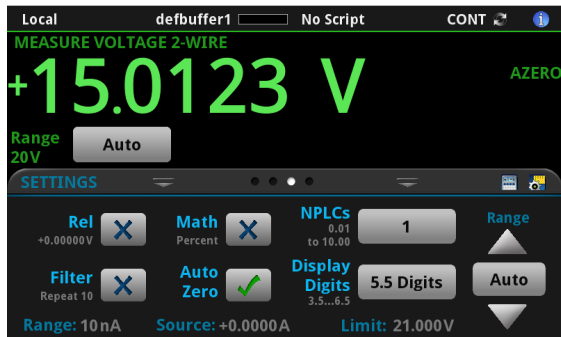 Local defbuffer1 No Script CONT
MEASURE VOLTAGE 2-WIRE
+15.0123 V
AZERO
Range
20V
Auto
SETTINGS
Rel
+0.00000V
Math
Percent
NPLCs
0.01
to 10.00
1
Range
Filter
Repeat 10
Auto
Zero
Display
Digits
3.5...6.5
5.5 Digits
Auto
Range: 10nA Source: +0.0000A Limit: 21.000V